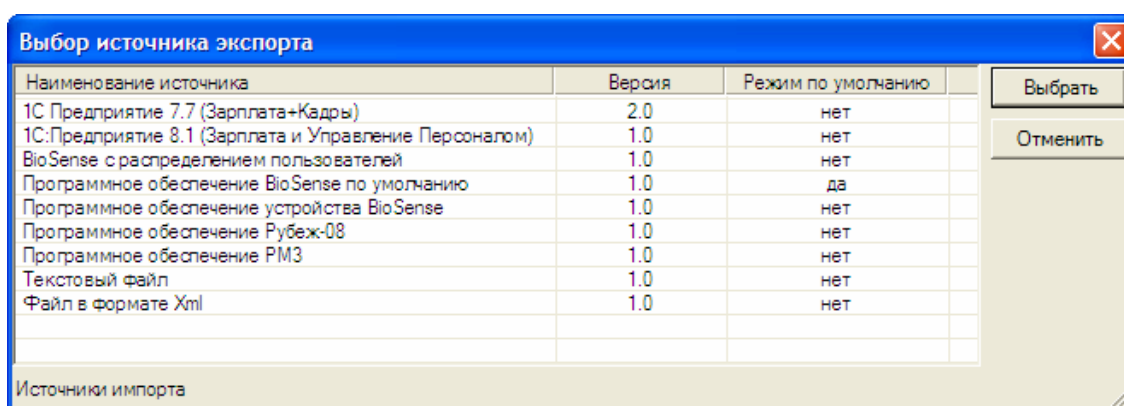 Выбор источника экспорта
Наименование источника Версия Режим по умолчанию
Выбрать
1С Предприятие 7.7 (Зарплата+Кадры) 2.0 нет
1С:Предприятие 8.1 (Зарплата и Управление Персоналом) 1.0 нет
Отменить
BioSense с распределением пользователей 1.0 нет
Программное обеспечение BioSense по умолчанию 1.0 да
Программное обеспечение устройства BioSense 1.0 нет
Программное обеспечение Рубеж-08 1.0 нет
Программное обеспечение РМЗ 1.0 нет
Текстовый файл 1.0 нет
Файл в формате Xml 1.0 нет
Источники импорта